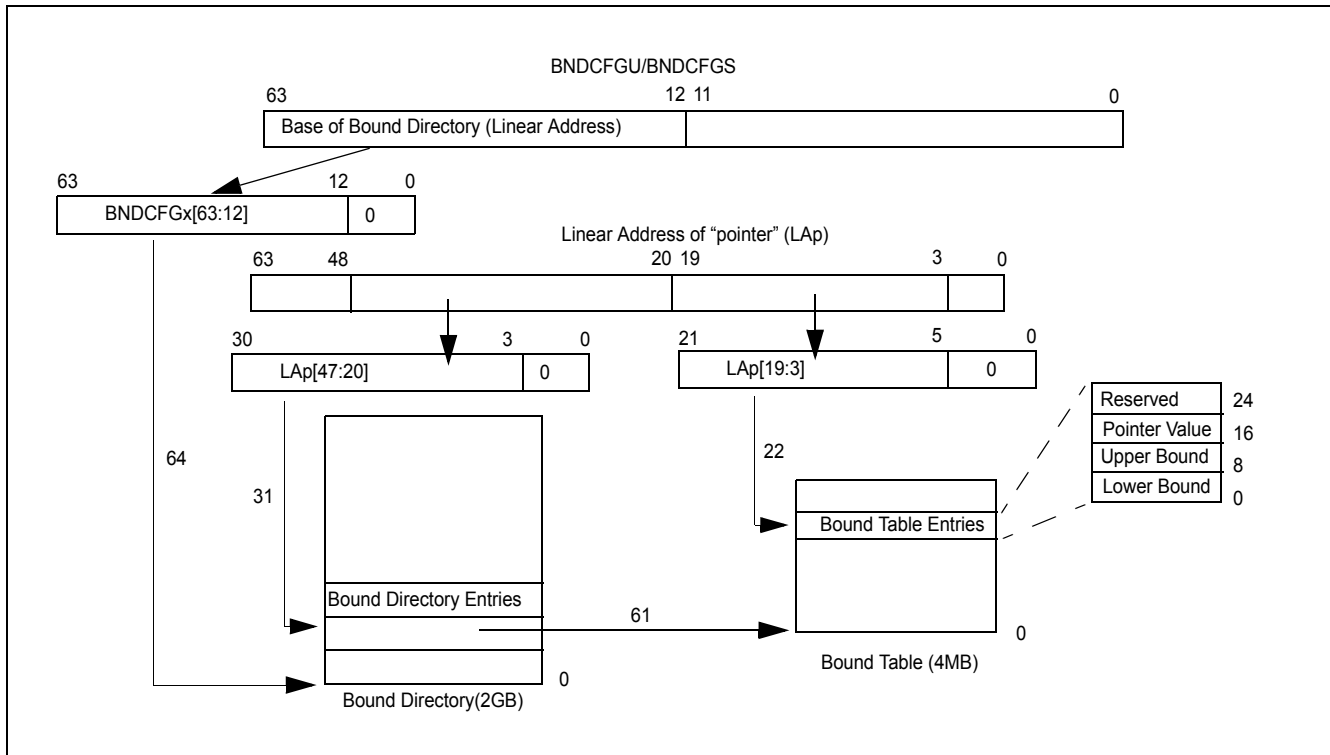 BNDCFGU/BNDCFGS
63 12 11 0
Base of Bound Directory (Linear Address)
63 12 0
BNDCFGx[63:12] 0
Linear Address of “pointer” (LAp)
63 48 20 19 3 0
30 3 0
LAp[47:20] 0
21 5 0
LAp[19:3] 0
Reserved 24
Pointer Value 16
Upper Bound 8
Lower Bound 0
64
31
22
Bound Table Entries
Bound Directory Entries
61
0
Bound Table (4MB)
0
Bound Directory(2GB)